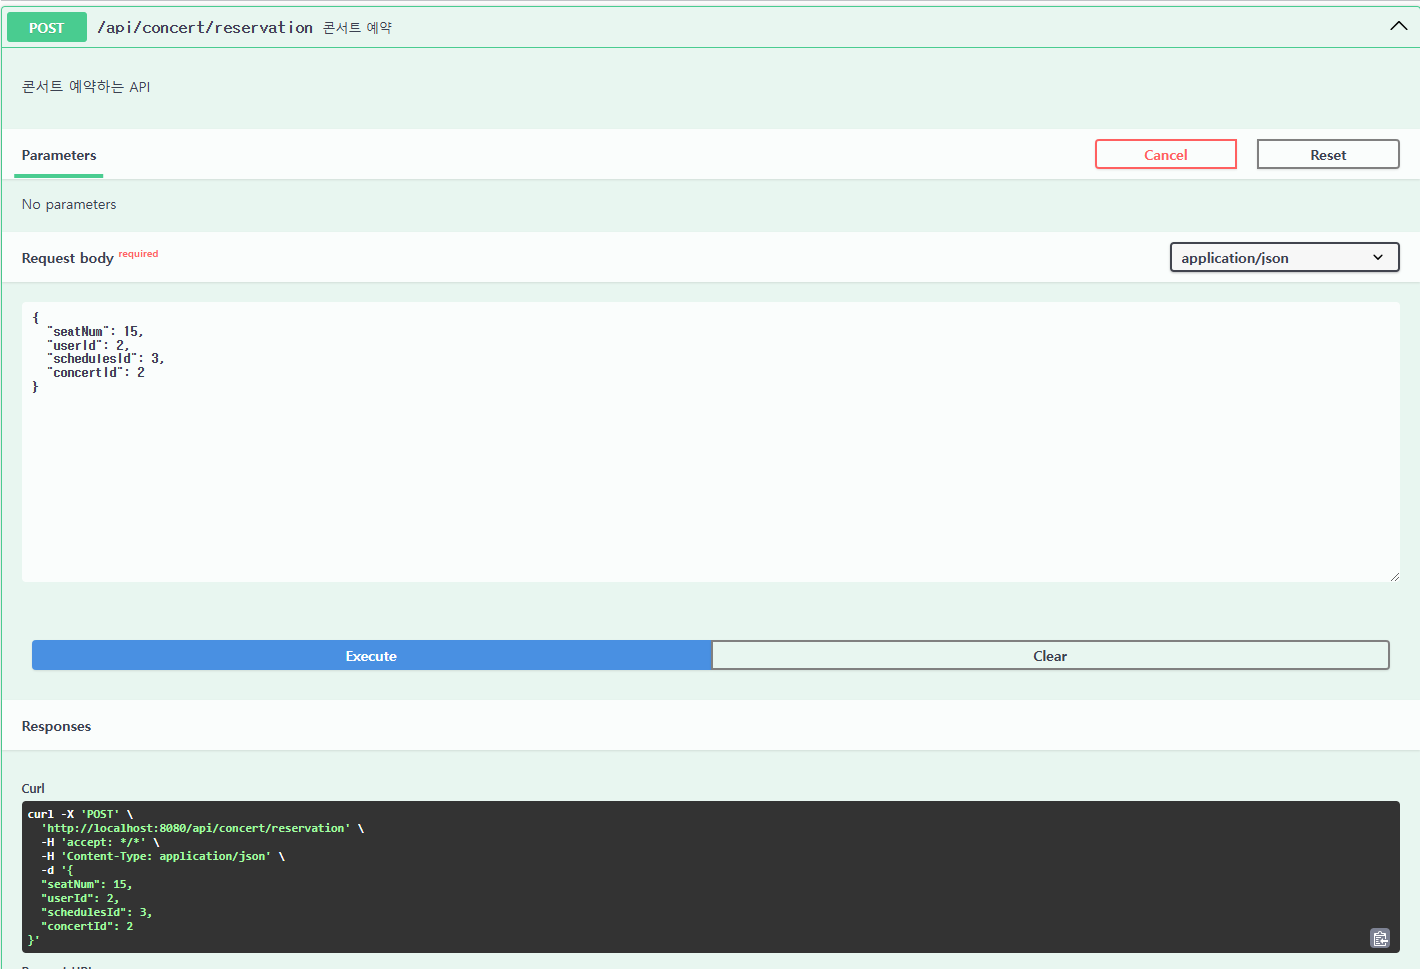 POST /api/concert/reservation 콘서트 예약
콘서트 예약하는 API
Parameters
Cancel
Reset
No parameters
Request body required
application/json
{
"seatNum": 15,
"userId": 2,
"schedulesId": 3,
"concertId": 2
}
Execute
Clear
Responses
Curl
curl -X 'POST' \
'http://localhost:8080/api/concert/reservation' \
-H 'accept: */*' \
-H 'Content-Type: application/json' \
-d '{
"seatNum": 15,
"userId": 2,
"schedulesId": 3,
"concertId": 2
}'